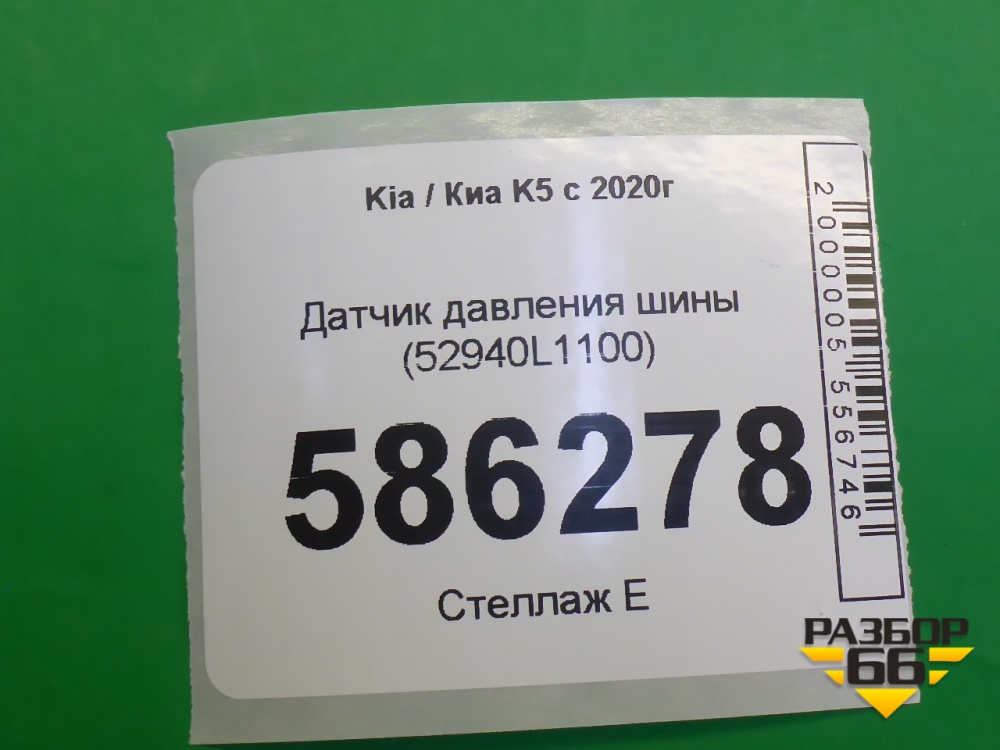 Kia / Киа K5 с 2020г
Датчик давления шины
(52940L1100)
586278
Стеллаж Е
2 000005 556746
РАЗБОР
66